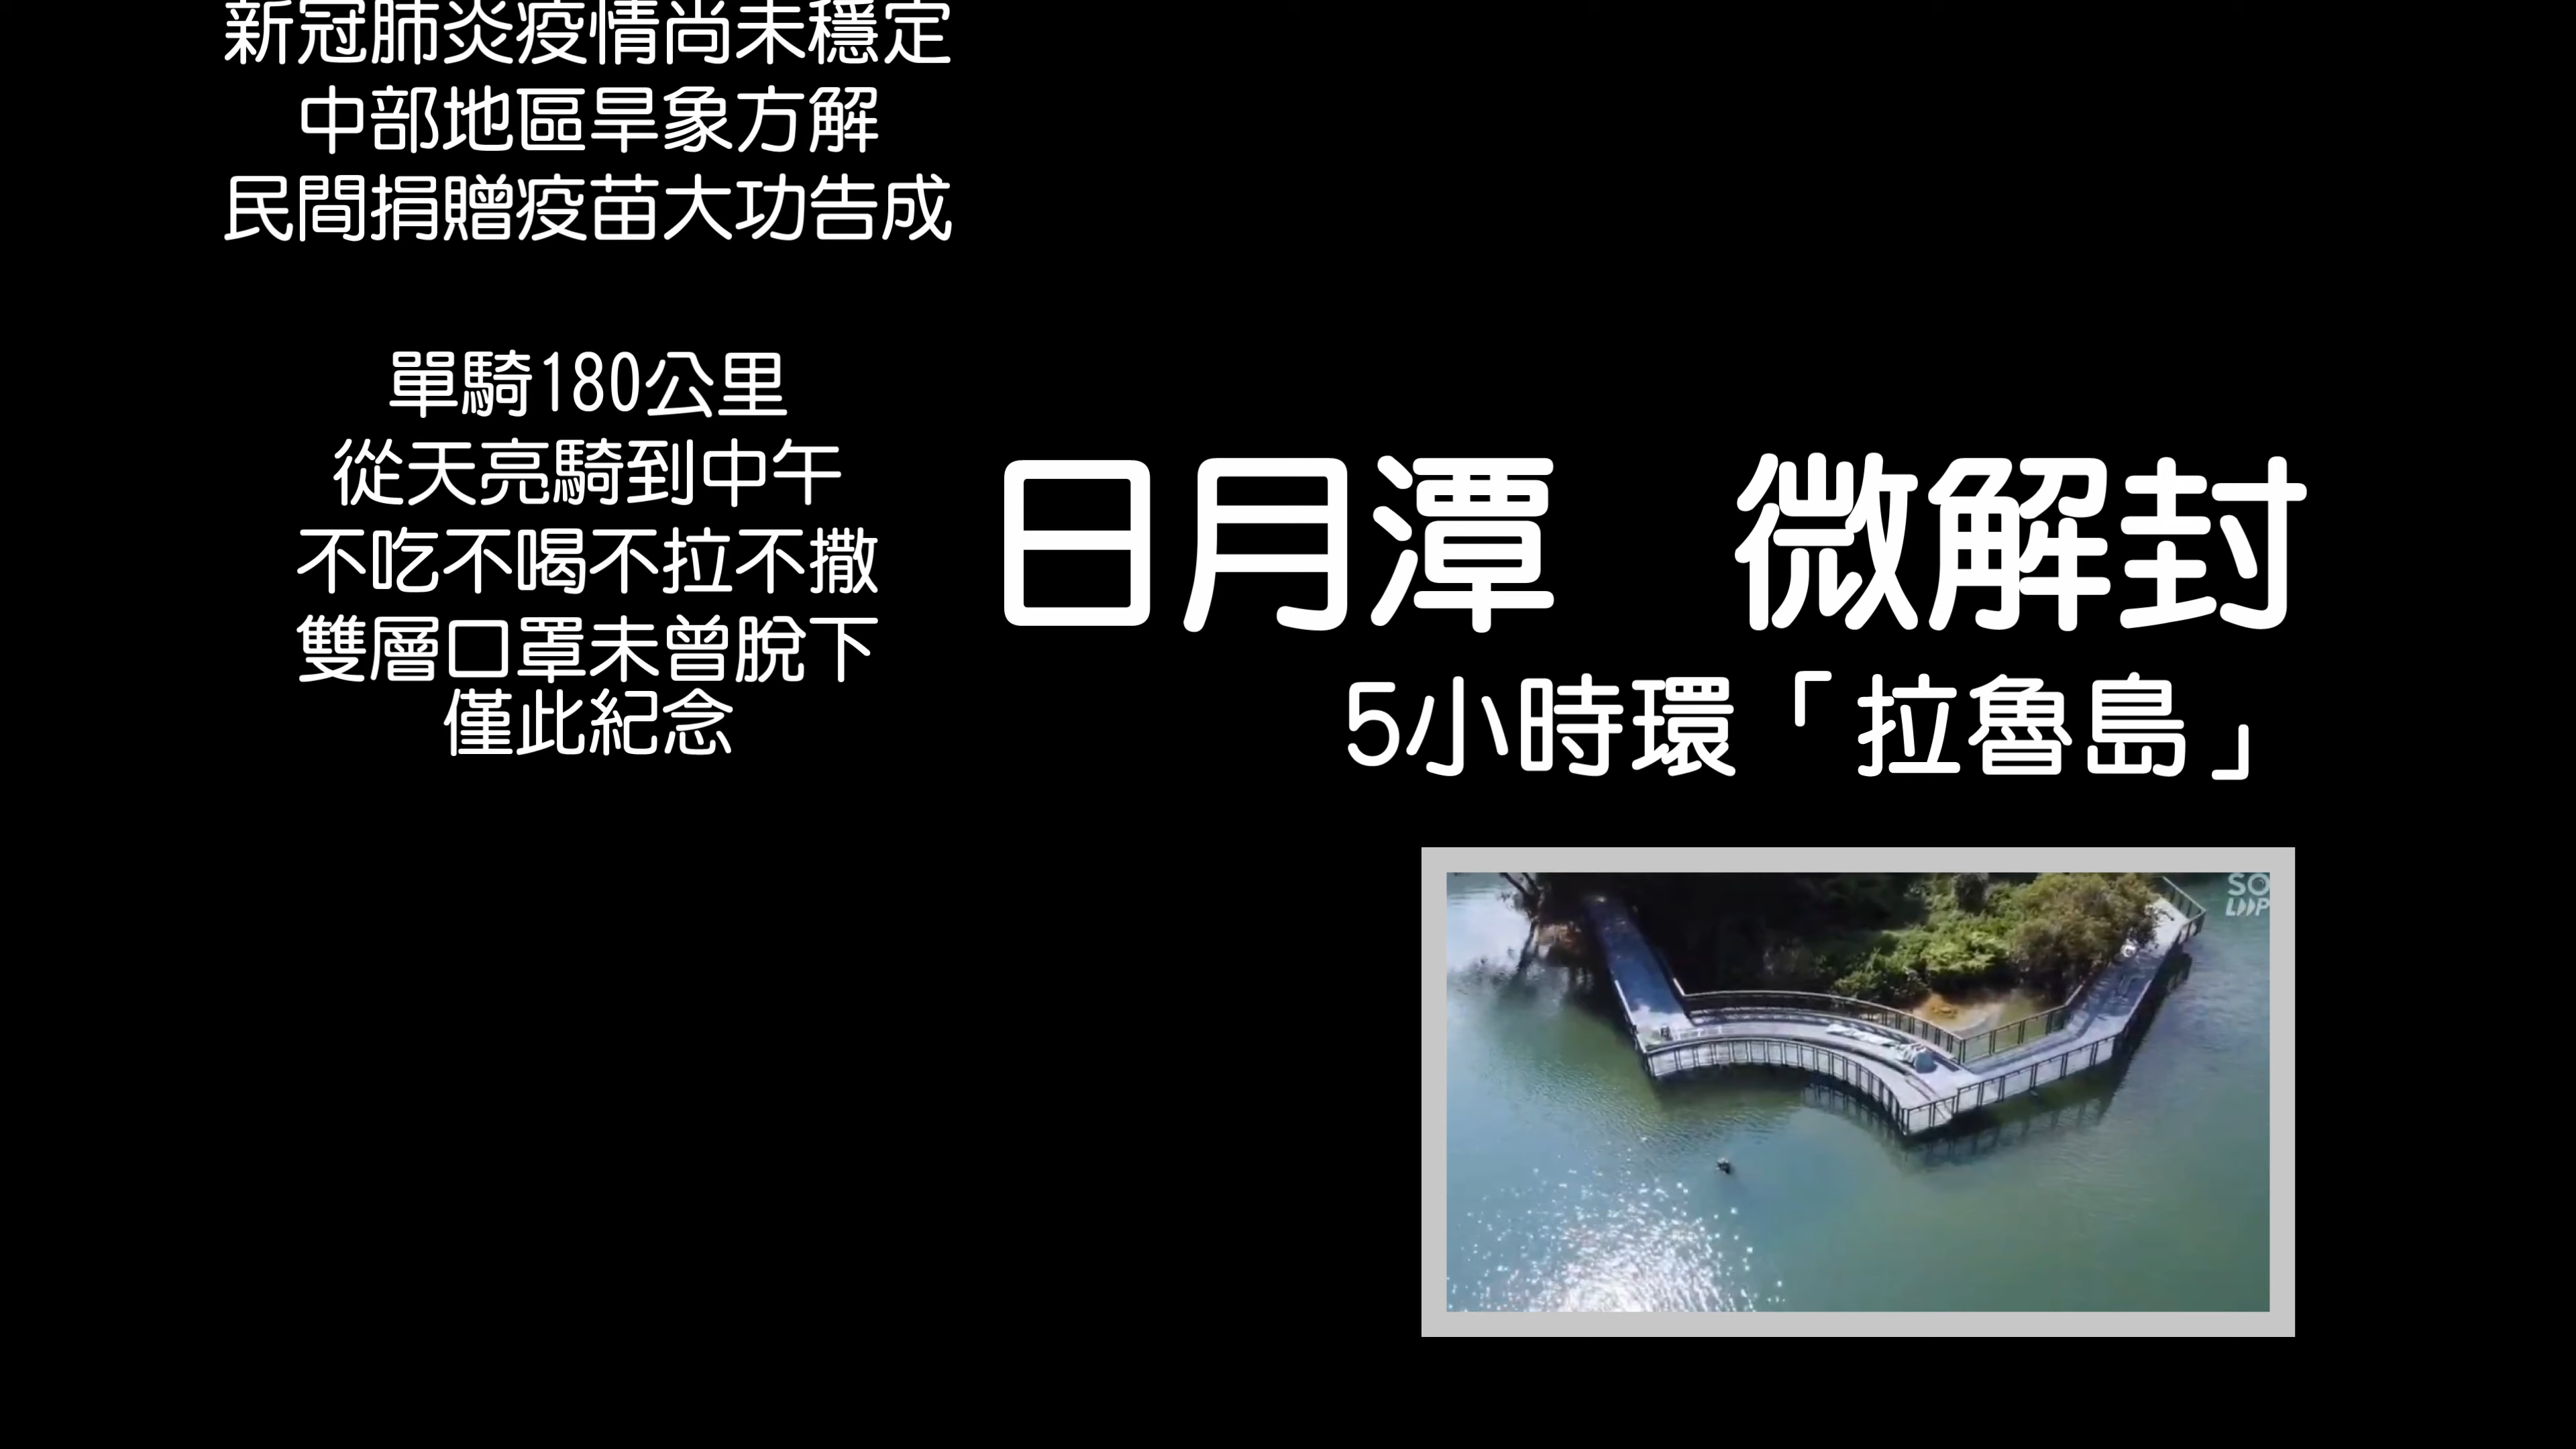 新冠肺炎疫情尚未穩定
中部地區旱象方解
民間捐贈疫苗大功告成
單騎180公里
從天亮騎到中午
不吃不喝不拉不撒
雙層口罩未曾脫下
僅此紀念
日月潭　微解封
5小時環「拉魯島」
SO
LOOP